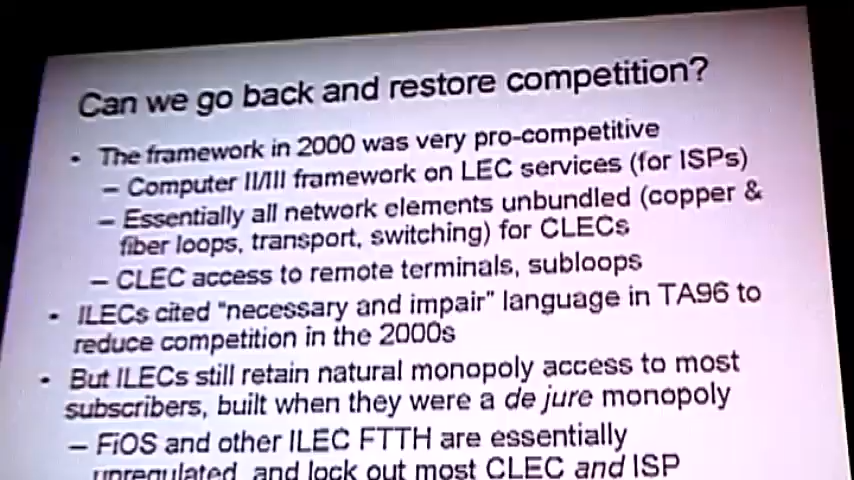 Can we go back and restore competition?
• The framework in 2000 was very pro-competitive
– Computer II/III framework on LEC services (for ISPs)
– Essentially all network elements unbundled (copper &
fiber loops, transport, switching) for CLECs
– CLEC access to remote terminals, subloops
• ILECs cited "necessary and impair" language in TA96 to
reduce competition in the 2000s
• But ILECs still retain natural monopoly access to most
subscribers, built when they were a de jure monopoly
– FiOS and other ILEC FTTH are essentially
unregulated, and lock out most CLEC and ISP